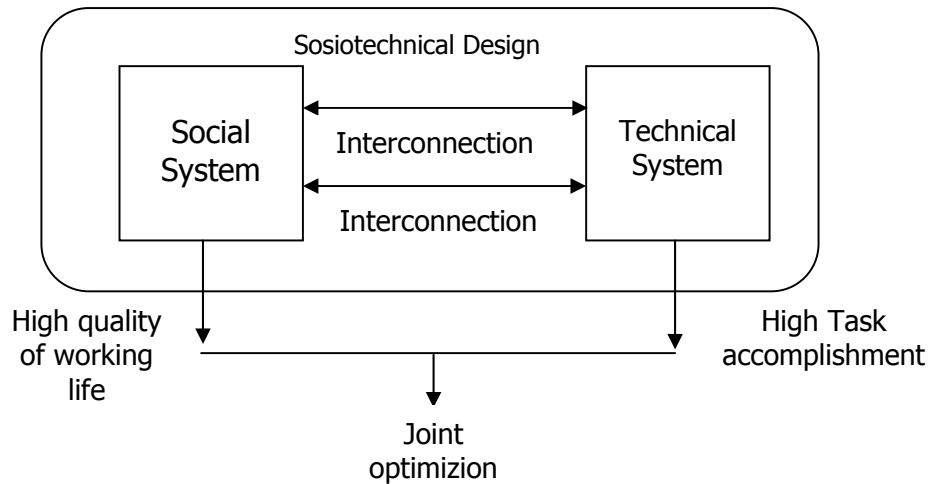 Sosiotechnical Design
Social
System
Interconnection
Interconnection
Technical
System
High quality
of working
life
High Task
accomplishment
Joint
optimizion